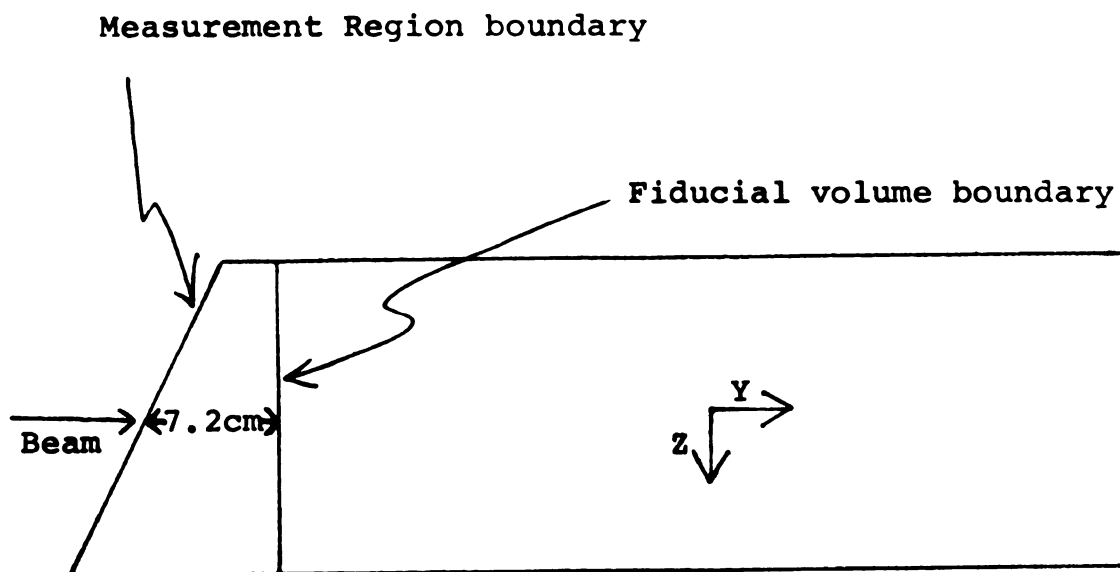 Measurement Region boundary
Fiducial volume boundary
Y
7.2cm
Beam
Z